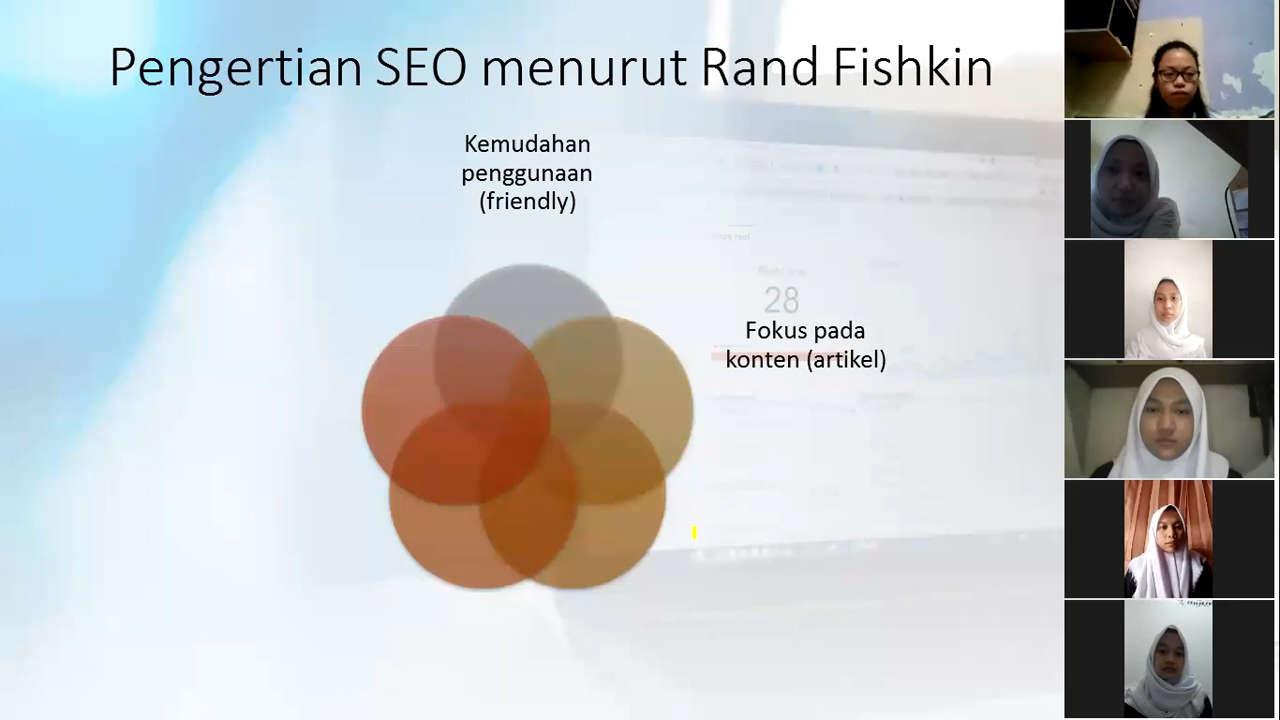 Pengertian SEO menurut Rand Fishkin
Kemudahan
penggunaan
(friendly)
28
Fokus pada
konten (artikel)